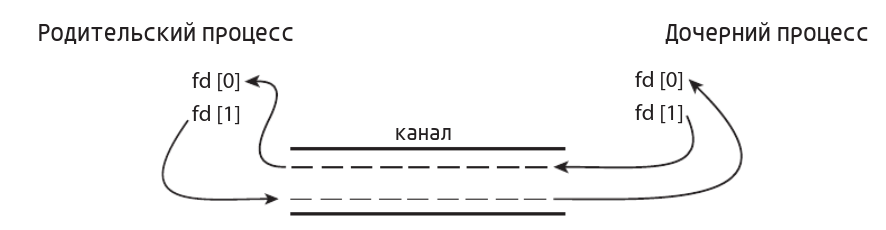 Родительский процесс
Дочерний процесс
fd [0]
fd [0]
fd [1]
fd [1]
канал